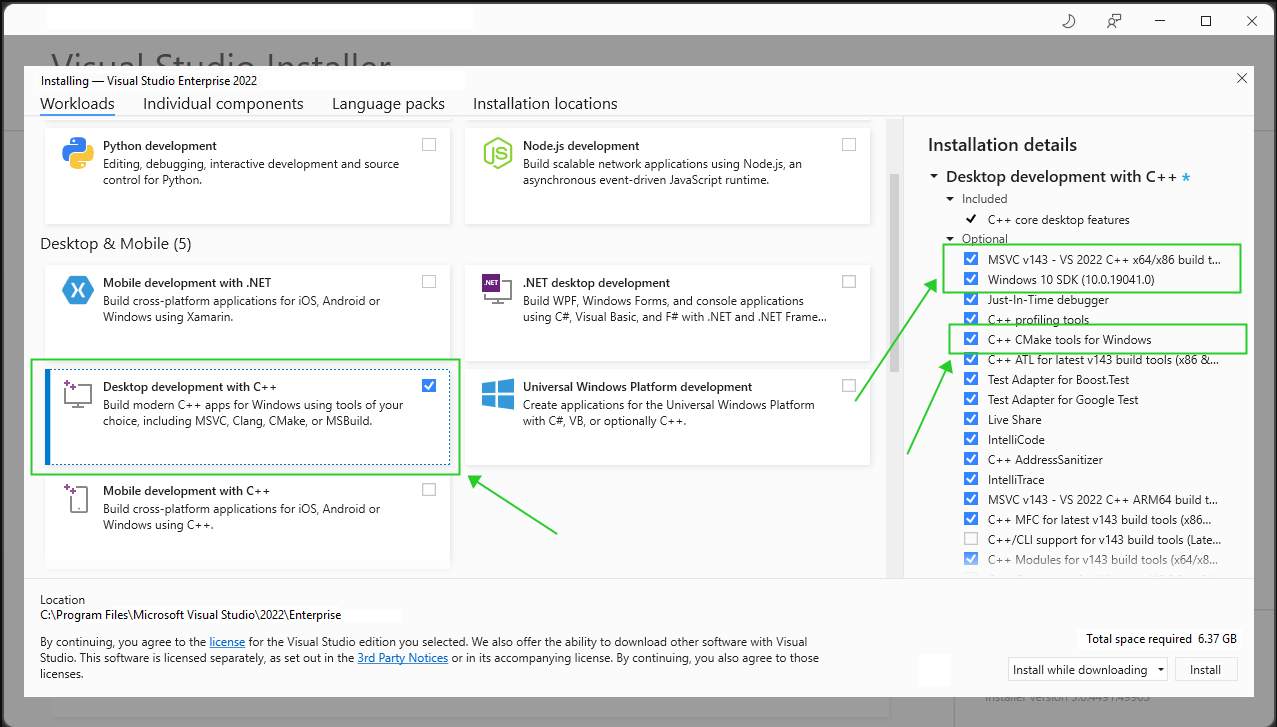 Visual Studio Installer
Installing — Visual Studio Enterprise 2022
Workloads
Individual components
Language packs
Installation locations
Python development
Editing, debugging, interactive development and source
control for Python.
JS
Node.js development
Build scalable network applications using Node.js, an
asynchronous event-driven JavaScript runtime.
Desktop & Mobile (5)
Mobile development with .NET
Build cross-platform applications for iOS, Android or
Windows using Xamarin.
.NET
.NET desktop development
Build WPF, Windows Forms, and console applications
using C#, Visual Basic, and F# with .NET and .NET Frame...
Desktop development with C++
Build modern C++ apps for Windows using tools of your
choice, including MSVC, Clang, CMake, or MSBuild.
Universal Windows Platform development
Create applications for the Universal Windows Platform
with C#, VB, or optionally C++.
Mobile development with C++
Build cross-platform applications for iOS, Android or
Windows using C++.
Installation details
Desktop development with C++ *
Included
C++ core desktop features
Optional
MSVC v143 - VS 2022 C++ x64/x86 build t...
Windows 10 SDK (10.0.19041.0)
Just-In-Time debugger
C++ profiling tools
C++ CMake tools for Windows
C++ ATL for latest v143 build tools (x86 &...
Test Adapter for Boost.Test
Test Adapter for Google Test
Live Share
IntelliCode
C++ AddressSanitizer
IntelliTrace
MSVC v143 - VS 2022 C++ ARM64 build t...
C++ MFC for latest v143 build tools (x86...
C++/CLI support for v143 build tools (Late...
C++ Modules for v143 build tools (x64/x8...
Location
C:\Program Files\Microsoft Visual Studio\2022\Enterprise
By continuing, you agree to the license for the Visual Studio edition you selected. We also offer the ability to download other software with Visual
Studio. This software is licensed separately, as set out in the 3rd Party Notices or in its accompanying license. By continuing, you also agree to those
licenses.
Total space required 6.37 GB
Install while downloading
Install